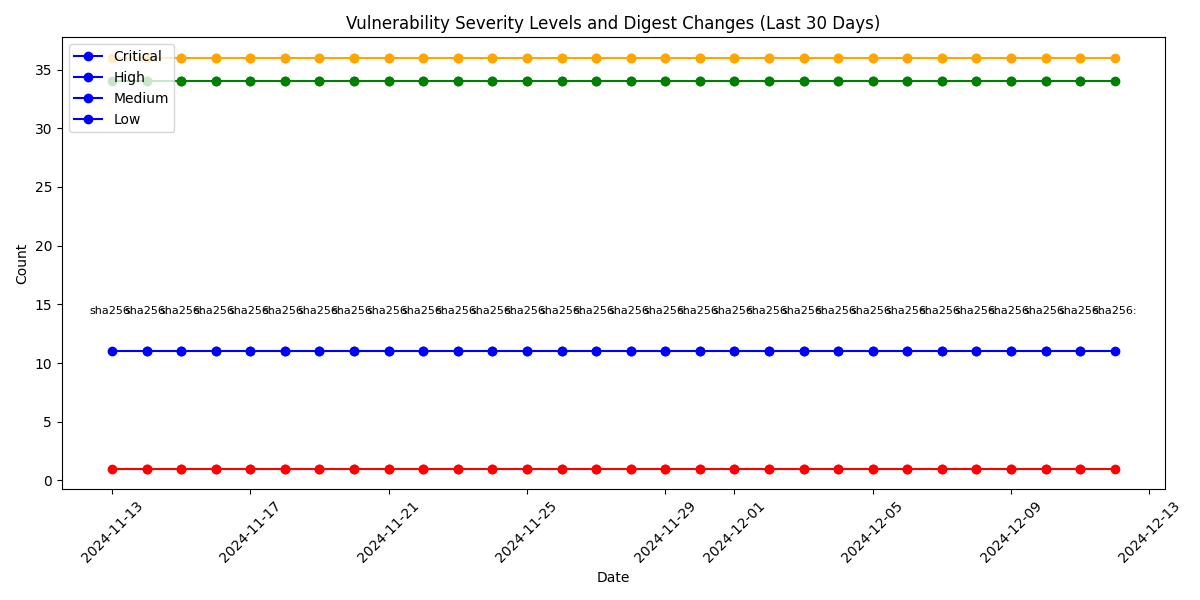 Vulnerability Severity Levels and Digest Changes (Last 30 Days)
Critical
High
Medium
Low
35
30
25
20
15
10
5
0
Count
sha256: sha256: sha256: sha256: sha256: sha256: sha256: sha256: sha256: sha256: sha256: sha256: sha256: sha256: sha256: sha256: sha256: sha256: sha256: sha256: sha256: sha256: sha256: sha256: sha256: sha256: sha256: sha256: sha256: sha256:
2024-11-13
2024-11-17
2024-11-21
2024-11-25
2024-11-29
2024-12-01
2024-12-05
2024-12-09
2024-12-13
Date